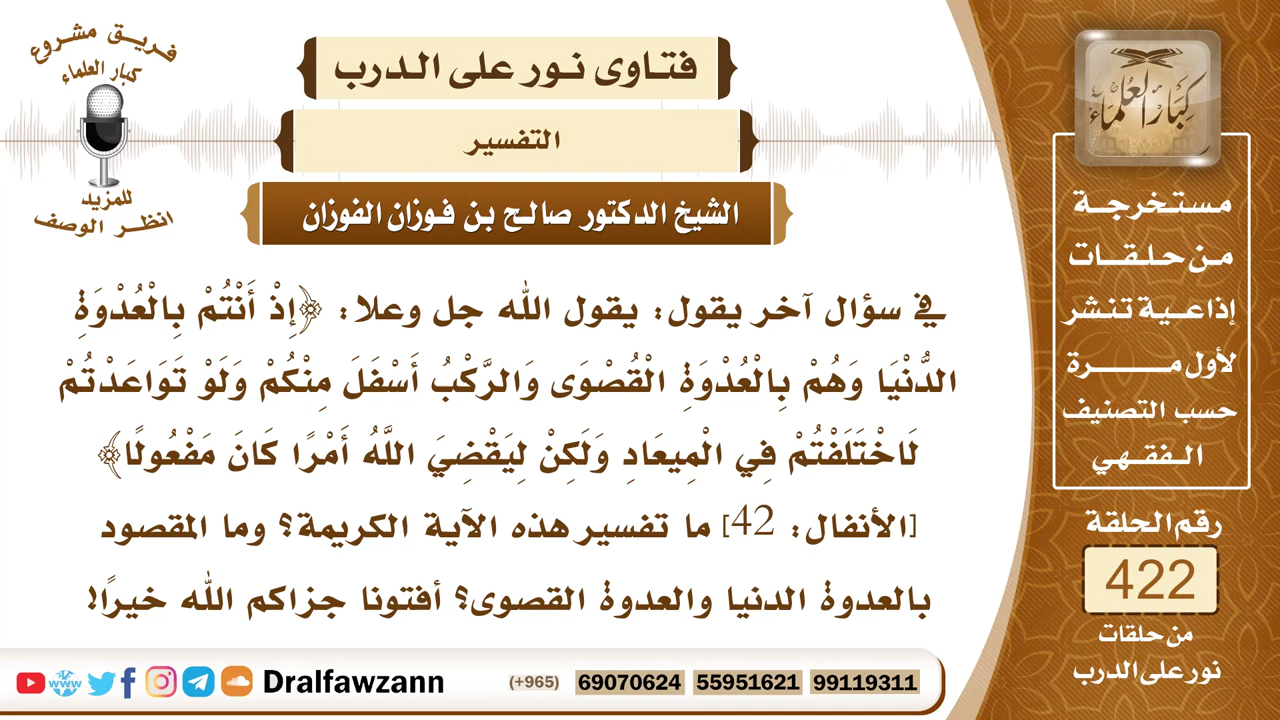 فريق مشروع
كبار العلماء
للمزيد
انظر الوصف
فتاوى نور على الدرب
التفسير
الشيخ الدكتور صالح بن فوزان الفوزان
في سؤال آخر يقول: يقول الله جل وعلا: ﴿إِذْ أَنْتُمْ بِالْعُدْوَةِ
الدُّنْيَا وَهُمْ بِالْعُدْوَةِ الْقُصْوَى وَالرَّكْبُ أَسْفَلَ مِنْكُمْ وَلَوْ تَوَاعَدْتُمْ
لَاخْتَلَفْتُمْ فِي الْمِيعَادِ وَلَكِنْ لِيَقْضِيَ اللَّهُ أَمْرًا كَانَ مَفْعُولًا﴾
[الأنفال: 42] ما تفسير هذه الآية الكريمة؟ وما المقصود
بالعدوة الدنيا والعدوة القصوى؟ أفتونا جزاكم الله خيرًا!
كبار العلماء
مستخرجة
من حلقات
إذاعية تنشر
لأول مرة
حسب التصنيف
الفقهي
رقم الحلقة
422
من حلقات
نور على الدرب
www Dralfawzann (+965) 69070624 55951621 99119311